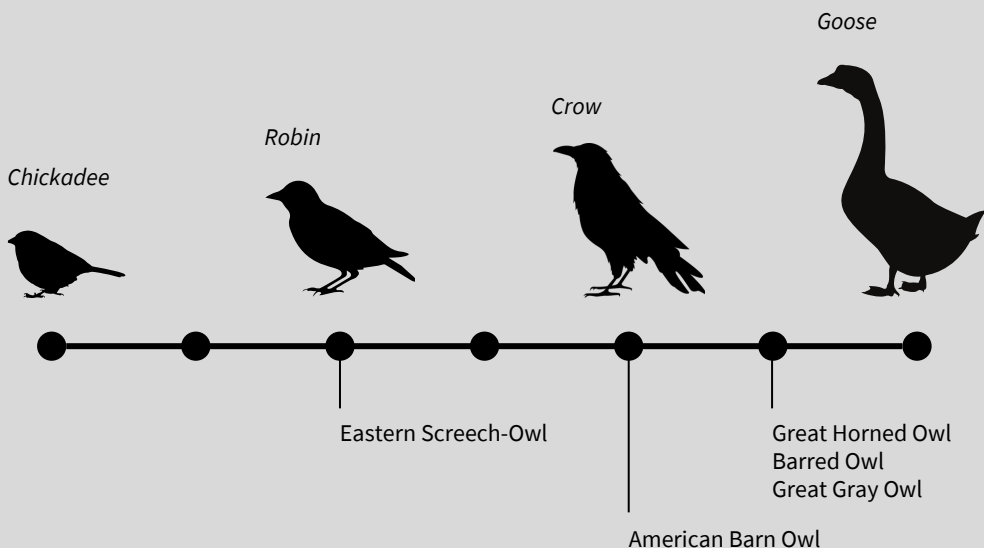 Goose
Crow
Robin
Chickadee
Eastern Screech-Owl
Great Horned Owl
Barred Owl
Great Gray Owl
American Barn Owl